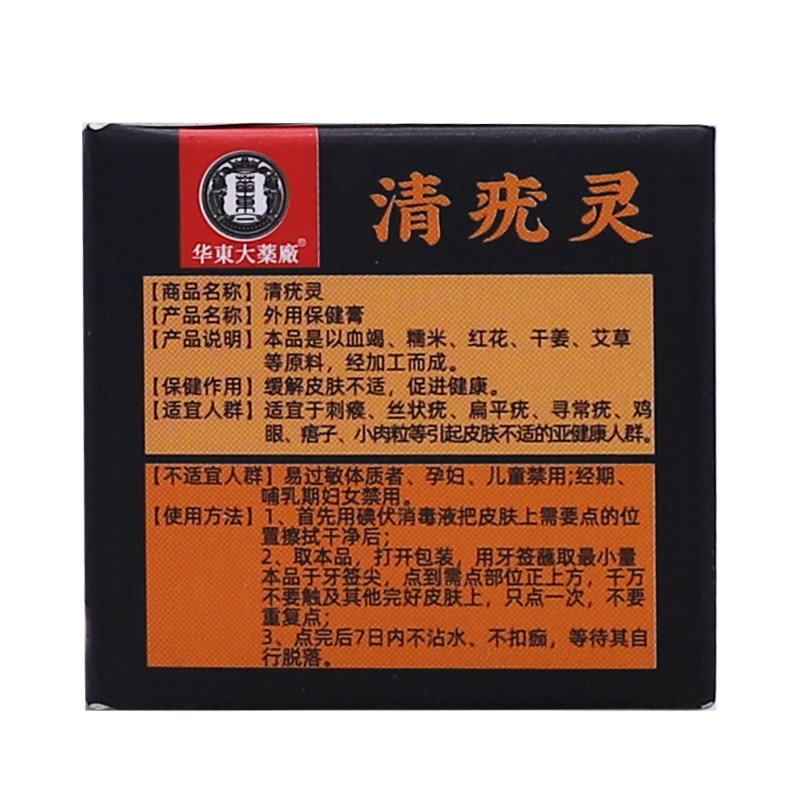 华東大薬廠®
清疣灵
【商品名称】清疣灵
【产品名称】外用保健膏
【产品说明】本品是以血竭、糯米、红花、干姜、艾草
等原料，经加工而成。
【保健作用】缓解皮肤不适，促进健康。
【适宜人群】适宜于刺瘊、丝状疣、扁平疣、寻常疣、鸡
眼、痦子、小肉粒等引起皮肤不适的亚健康人群。
【不适宜人群】易过敏体质者、孕妇、儿童禁用;经期、
哺乳期妇女禁用。
【使用方法】1、首先用碘伏消毒液把皮肤上需要点的位
置擦拭干净后；
2、取本品，打开包装，用牙签蘸取最小量
本品于牙签尖，点到需点部位正上方，千万
不要触及其他完好皮肤上，只点一次，不要
重复点；
3、点完后7日内不沾水、不扣痂，等待其自
行脱落。